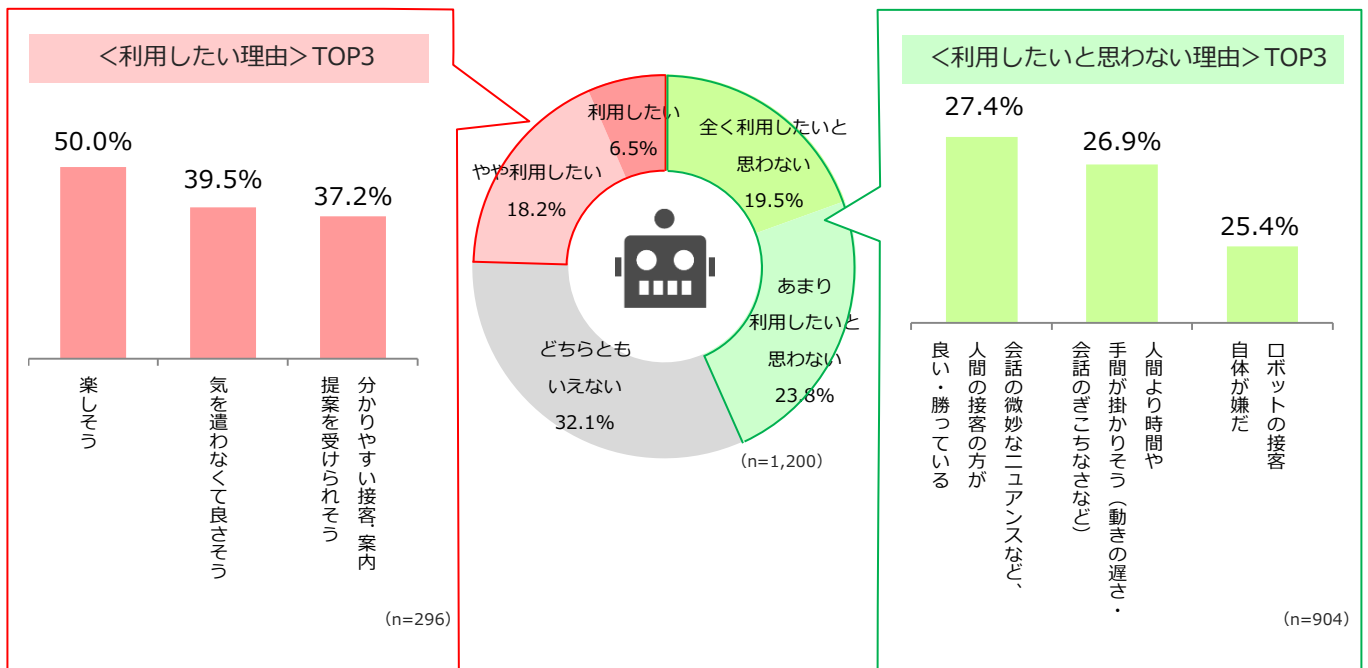 ＜利用したい理由＞TOP3
50.0%
39.5%
37.2%
楽しそう
気を遣わなくて良さそう
分かりやすい接客・案内
提案を受けられそう
（n=296）
利用したい
6.5%
やや利用したい
18.2%
どちらとも
いえない
32.1%
全く利用したいと
思わない
19.5%
あまり
利用したいと
思わない
23.8%
（n=1,200）
＜利用したいと思わない理由＞TOP3
27.4%
26.9%
25.4%
会話の微妙なニュアンスなど、
人間の接客の方が
良い・勝っている
人間より時間や
手間が掛かりそう（動きの遅さ・
会話のぎこちなさなど）
ロボットの接客
自体が嫌だ
（n=904）